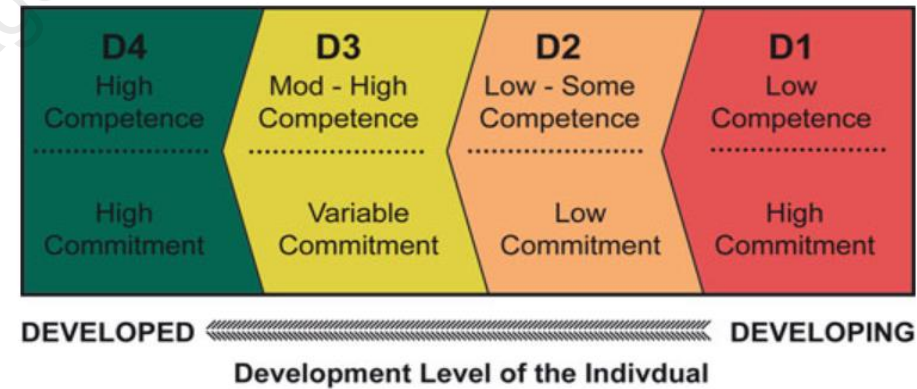 D4
High
Competence
High
Commitment
D3
Mod - High
Competence
Variable
Commitment
D2
Low - Some
Competence
Low
Commitment
D1
Low
Competence
High
Commitment
DEVELOPED
DEVELOPING
Development Level of the Indivdual